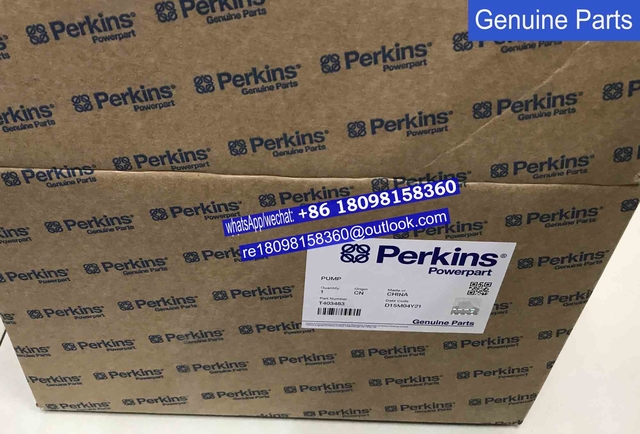 Genuine Parts
Perkins
Powerpart
Genuine Parts
whatsApp/wechat: +86 18098158360
re18098158360@outlook.com
Perkins®
Powerpart
PUMP
Quantity Origin Made in
1 CN CHINA
Part Number Date Code
T403463 D15M04Y21
Genuine Parts